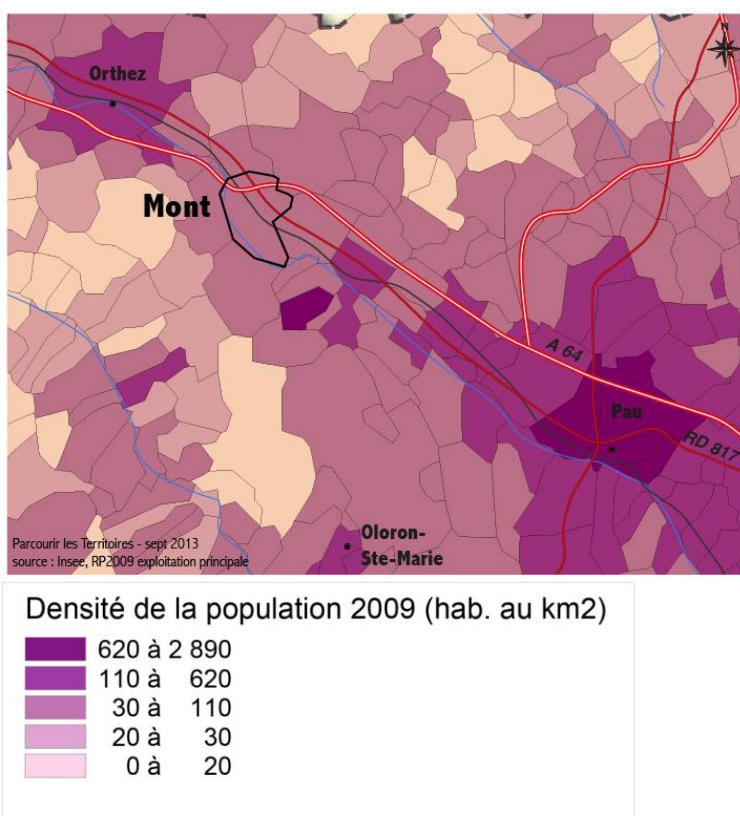 N
Orthez
Mont
A 64
Pau
RD 817
Oloron-
Ste-Marie
Parcourir les Territoires - sept 2013
source : Insee, RP2009 exploitation principale
Densité de la population 2009 (hab. au km2)
620 à 2 890
110 à 620
30 à 110
20 à 30
0 à 20